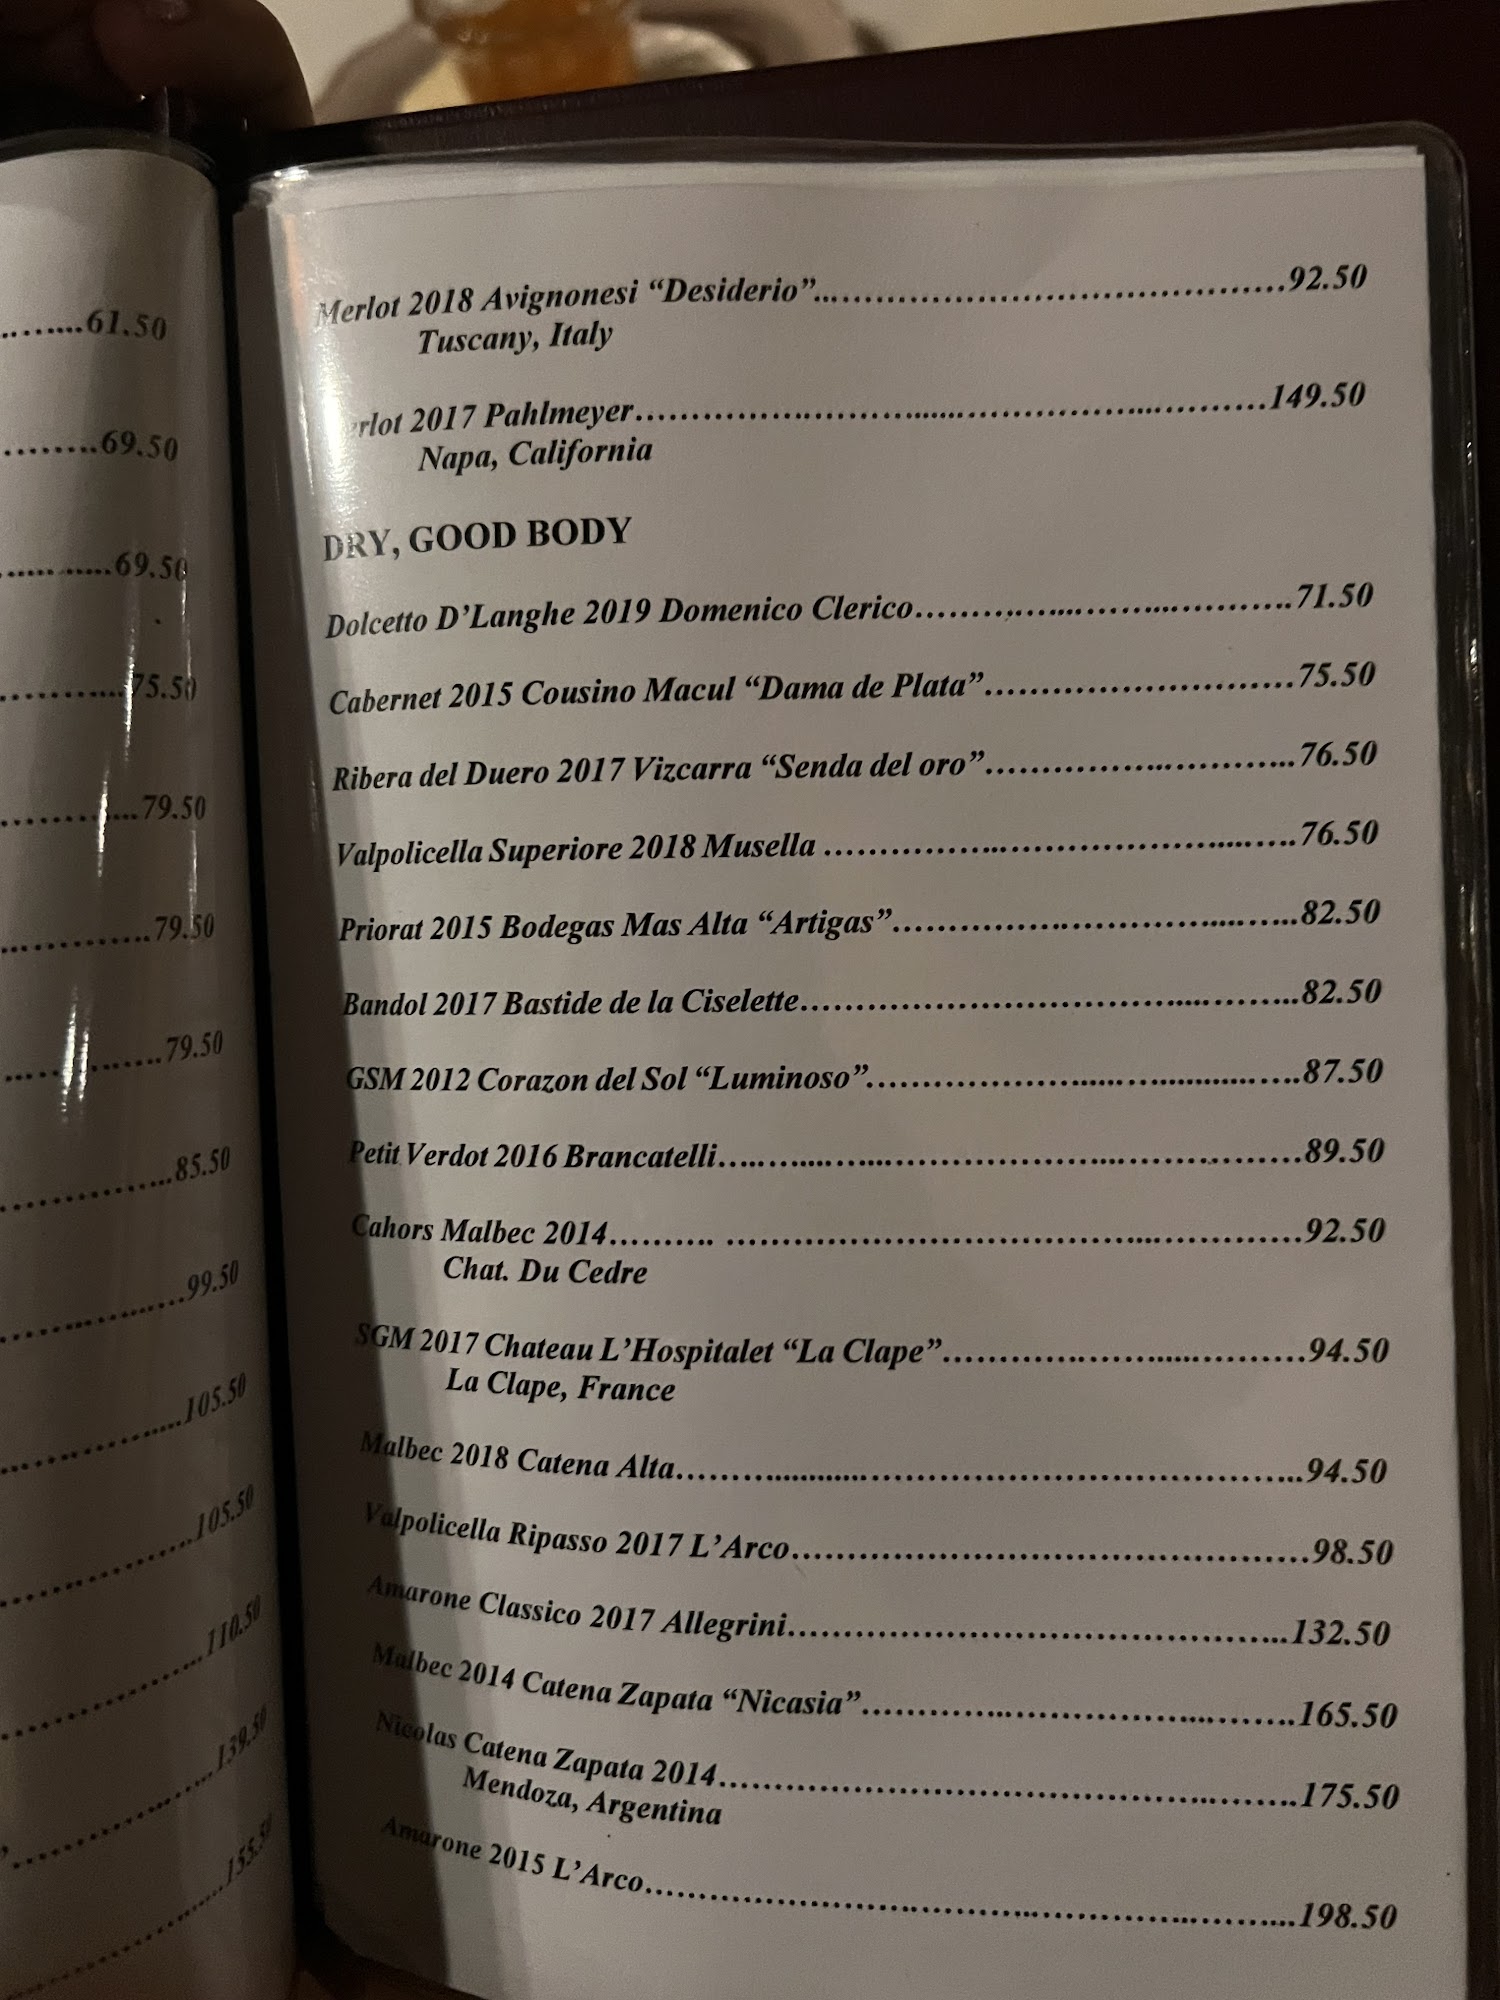 ...…....61.50
………..69.50
…………...69.50
………….…75.50
………………..79.50
………………..79.50
………………..79.50
………………...85.50
………………...99.50
………………...105.50
………………...105.50
………………...110.50
”………………...139.50
………………...155.50
Merlot 2018 Avignonesi “Desiderio”...…………………………………………92.50
Tuscany, Italy
2017 Pahlmeyer……………….………......…………………...………149.50
Napa, California
DRY, GOOD BODY
Dolcetto D’Langhe 2019 Domenico Clerico……………....……...………….71.50
Cabernet 2015 Cousino Macul “Dama de Plata”……………………………75.50
Ribera del Duero 2017 Vizcarra “Senda del oro”………………..…………...76.50
Valpolicella Superiore 2018 Musella ………………..…………………....…..76.50
Priorat 2015 Bodegas Mas Alta “Artigas”………………..……………....…...82.50
Bandol 2017 Bastide de la Ciselette…………………………………....……...82.50
GSM 2012 Corazon del Sol “Luminoso”…………………......…...........…..87.50
Petit Verdot 2016 Brancatelli…..…....…...……………………...…………………89.50
Cahors Malbec 2014……….. ………………………………………...……………92.50
Chat. Du Cedre
SGM 2017 Chateau L’Hospitalet “La Clape”……………..……......…………94.50
La Clape, France
Malbec 2018 Catena Alta………............…………………………………………...94.50
Valpolicella Ripasso 2017 L’Arco………………………………………………98.50
Amarone Classico 2017 Allegrini……………………………………………...132.50
Malbec 2014 Catena Zapata “Nicasia”……………..………………...……..165.50
Nicolas Catena Zapata 2014……………………………………………..……..175.50
Mendoza, Argentina
Amarone 2015 L’Arco………………………..…………..……………..……....198.50